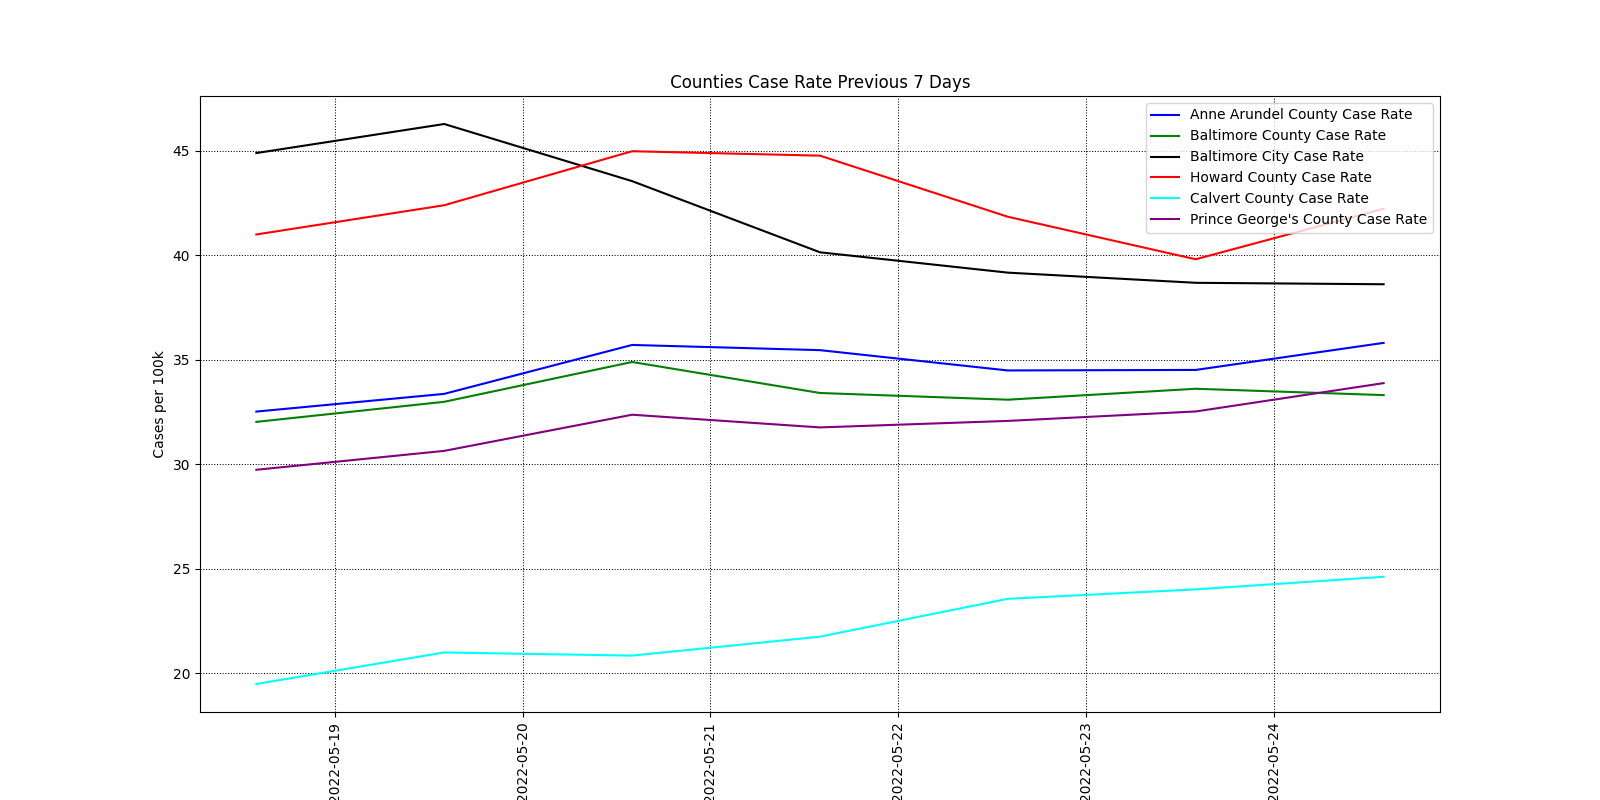 Counties Case Rate Previous 7 Days
Anne Arundel County Case Rate
Baltimore County Case Rate
Baltimore City Case Rate
Howard County Case Rate
Calvert County Case Rate
Prince George's County Case Rate
Cases per 100k
45
40
35
30
25
20
2022-05-19
2022-05-20
2022-05-21
2022-05-22
2022-05-23
2022-05-24